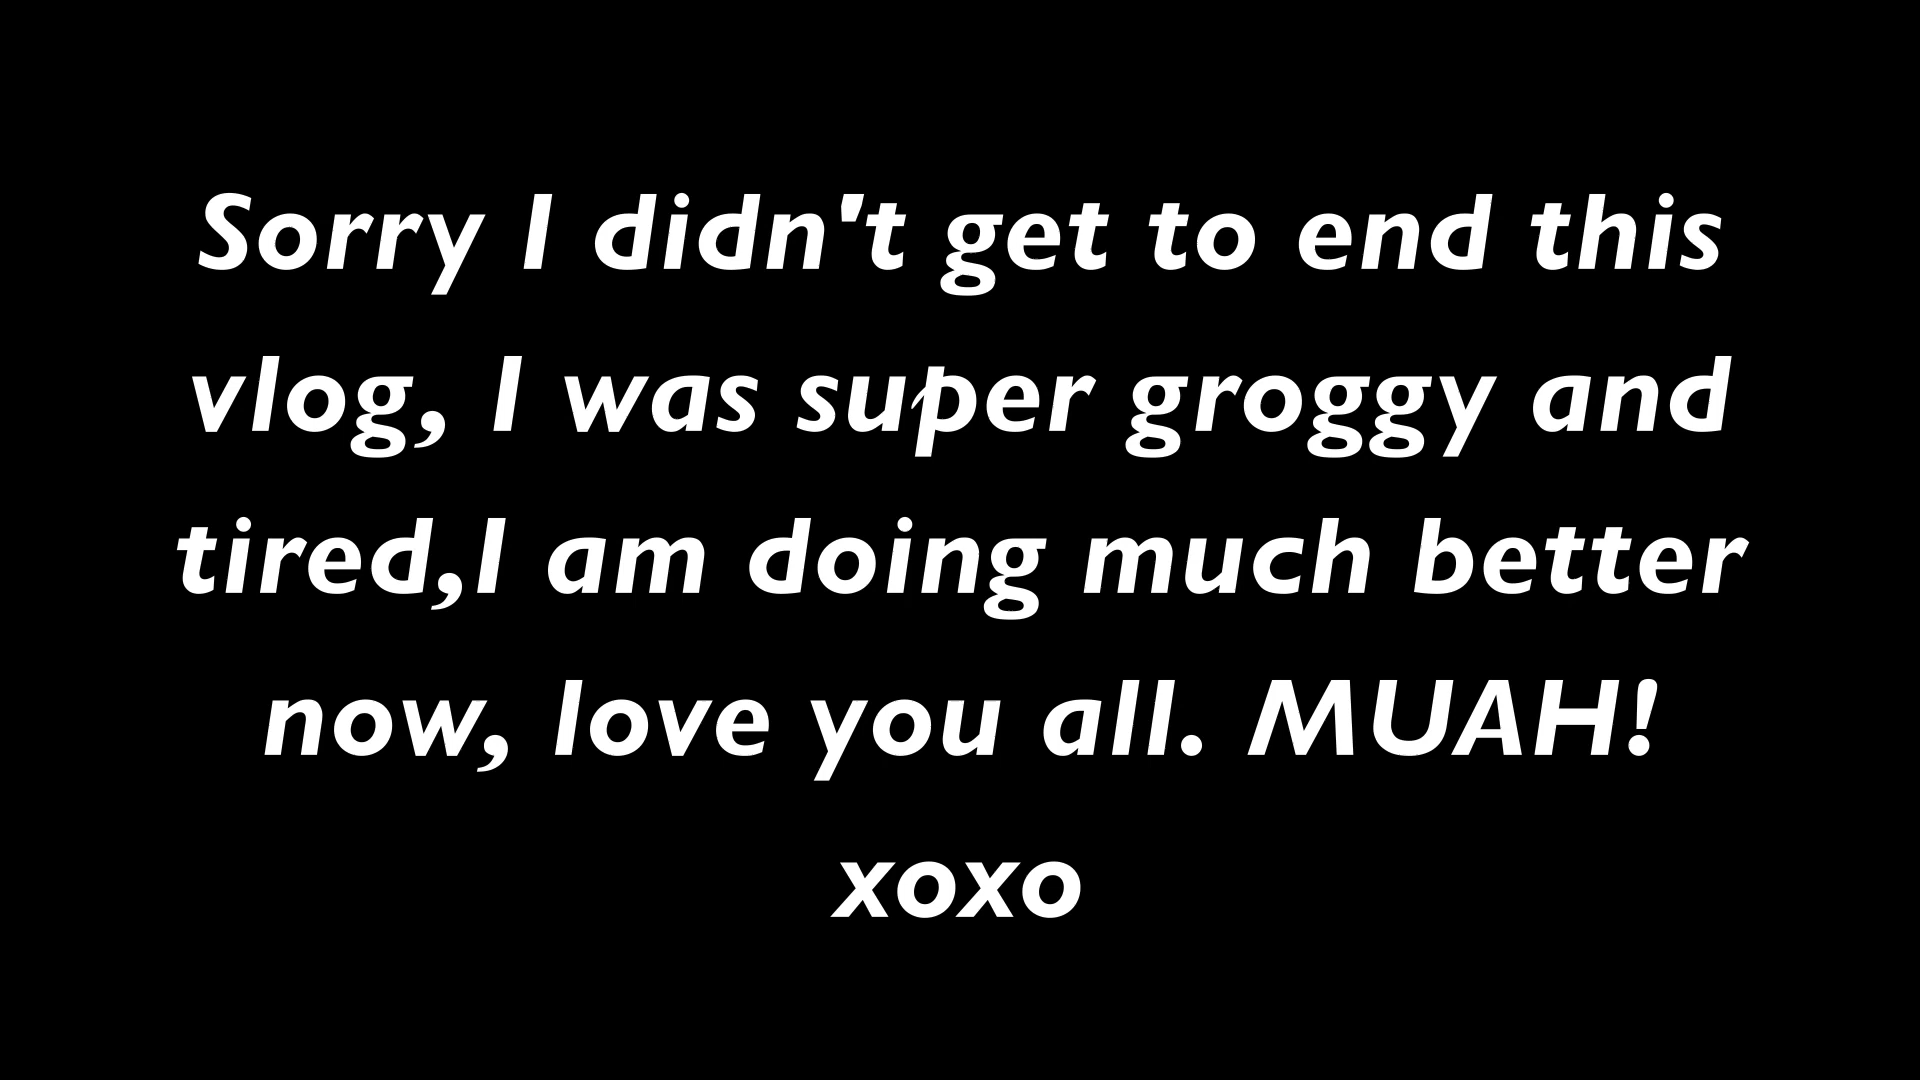 Sorry I didn't get to end this
vlog, I was super groggy and
tired,I am doing much better
now, love you all. MUAH!
xoxo